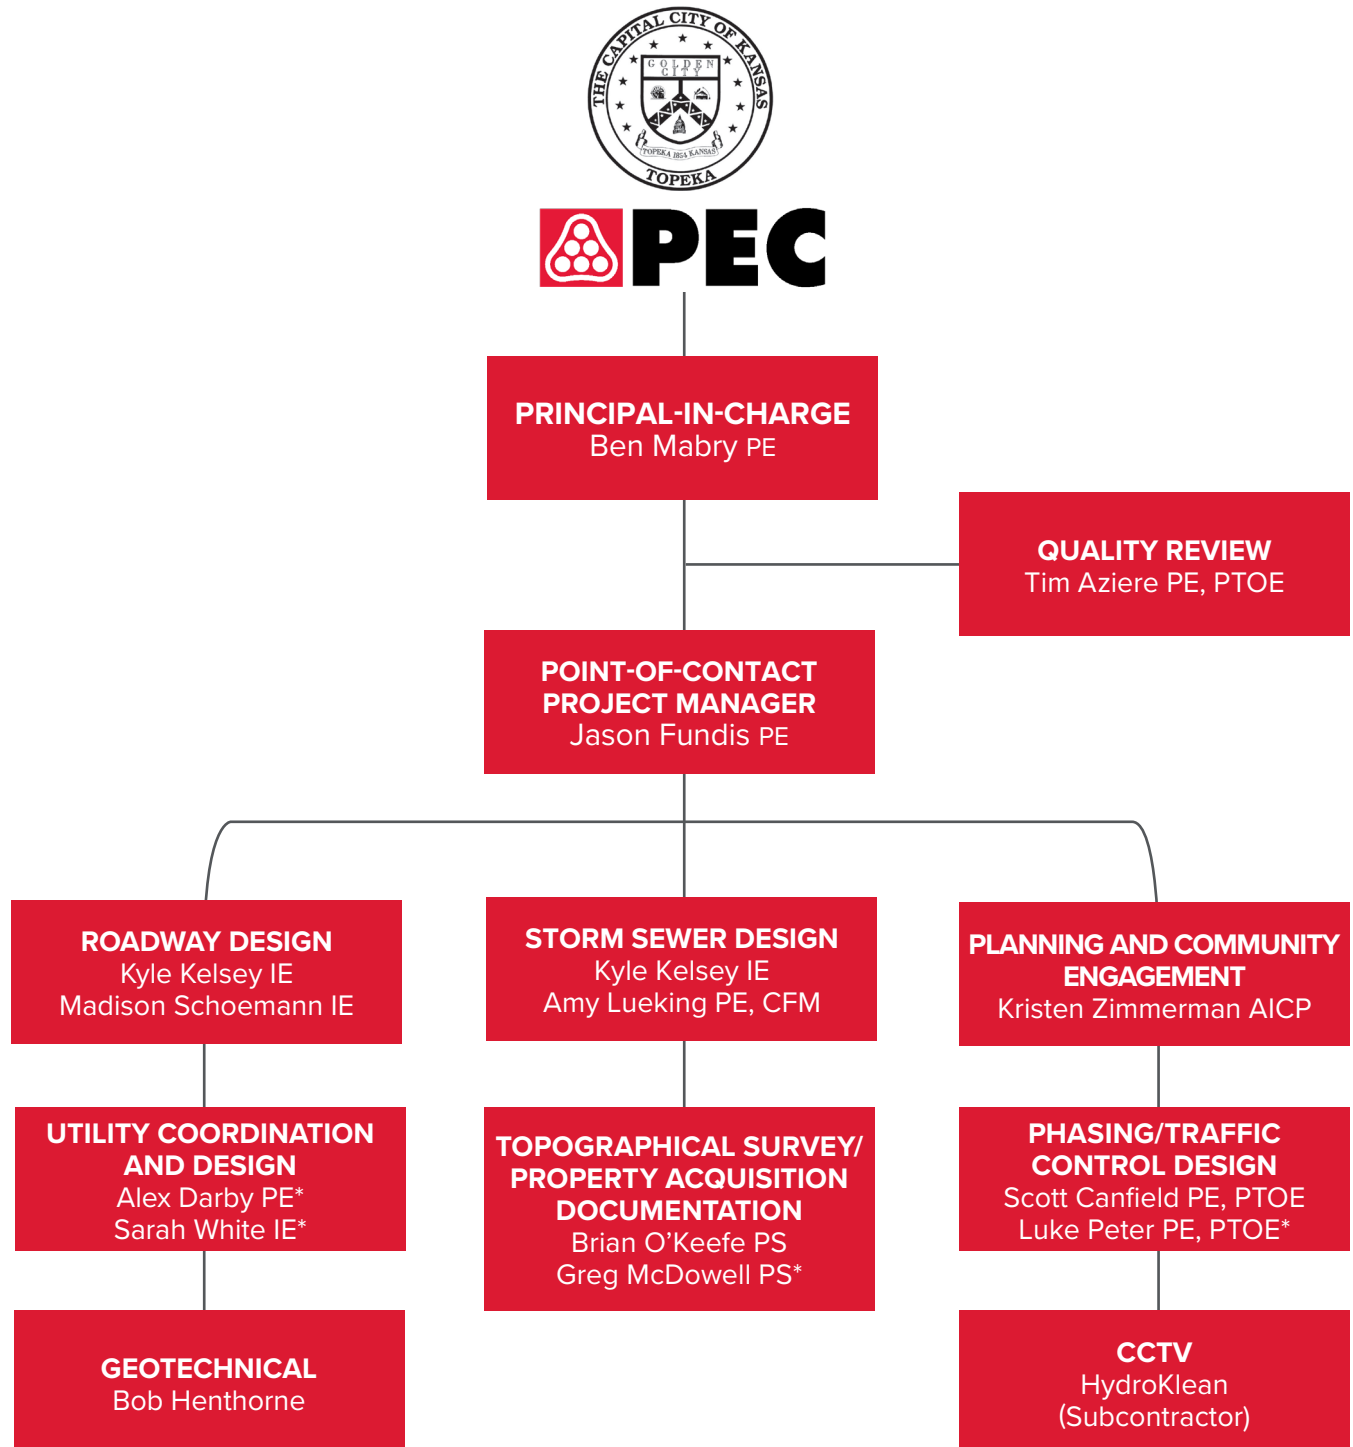 THE CAPITAL CITY OF KANSAS
GOLDEN
CITY
TOPEKA 1854 KANSAS
TOPEKA
PEC
PRINCIPAL-IN-CHARGE
Ben Mabry PE
QUALITY REVIEW
Tim Aziere PE, PTOE
POINT-OF-CONTACT
PROJECT MANAGER
Jason Fundis PE
ROADWAY DESIGN
Kyle Kelsey IE
Madison Schoemann IE
STORM SEWER DESIGN
Kyle Kelsey IE
Amy Lueking PE, CFM
PLANNING AND COMMUNITY
ENGAGEMENT
Kristen Zimmerman AICP
UTILITY COORDINATION
AND DESIGN
Alex Darby PE*
Sarah White IE*
TOPOGRAPHICAL SURVEY/
PROPERTY ACQUISITION
DOCUMENTATION
Brian O’Keefe PS
Greg McDowell PS*
PHASING/TRAFFIC
CONTROL DESIGN
Scott Canfield PE, PTOE
Luke Peter PE, PTOE*
GEOTECHNICAL
Bob Henthorne
CCTV
HydroKlean
(Subcontractor)